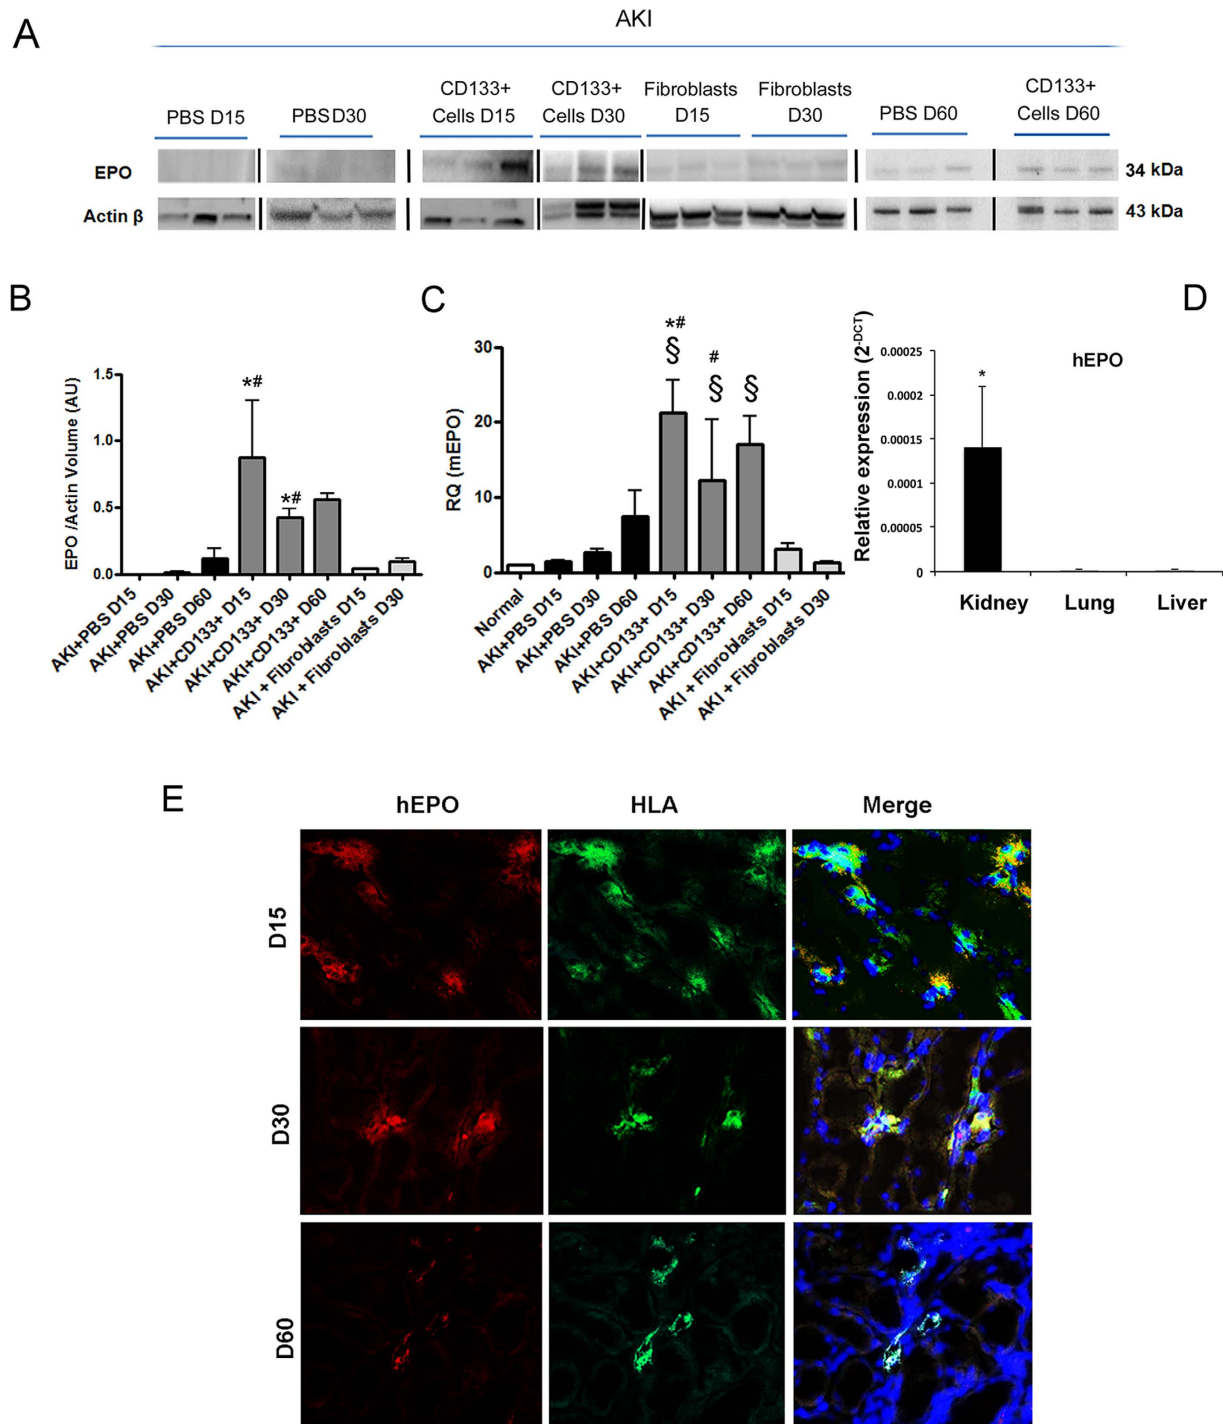 A
AKI
PBS D15
PBSD30
CD133+
Cells D15
CD133+
Cells D30
Fibroblasts
D15
Fibroblasts
D30
PBS D60
CD133+
Cells D60
EPO
34 kDa
Actin β
43 kDa
B
EPO /Actin Volume (AU)
1.5
1.0
0.5
0.0
*#
*#
AKI+PBS D15
AKI+PBS D30
AKI+PBS D60
AKI+CD133+ D15
AKI+CD133+ D30
AKI+CD133+ D60
AKI + Fibroblasts D15
AKI + Fibroblasts D30
C
RQ (mEPO)
30
20
10
0
*#
§
#
§
§
Normal
AKI+PBS D15
AKI+PBS D30
AKI+PBS D60
AKI+CD133+ D15
AKI+CD133+ D30
AKI+CD133+ D60
AKI + Fibroblasts D15
AKI + Fibroblasts D30
D
Relative expression (2-DCT)
hEPO
0.00025
0.0002
0.00015
0.0001
0.00005
0
*
Kidney
Lung
Liver
E
hEPO
HLA
Merge
D15
D30
D60